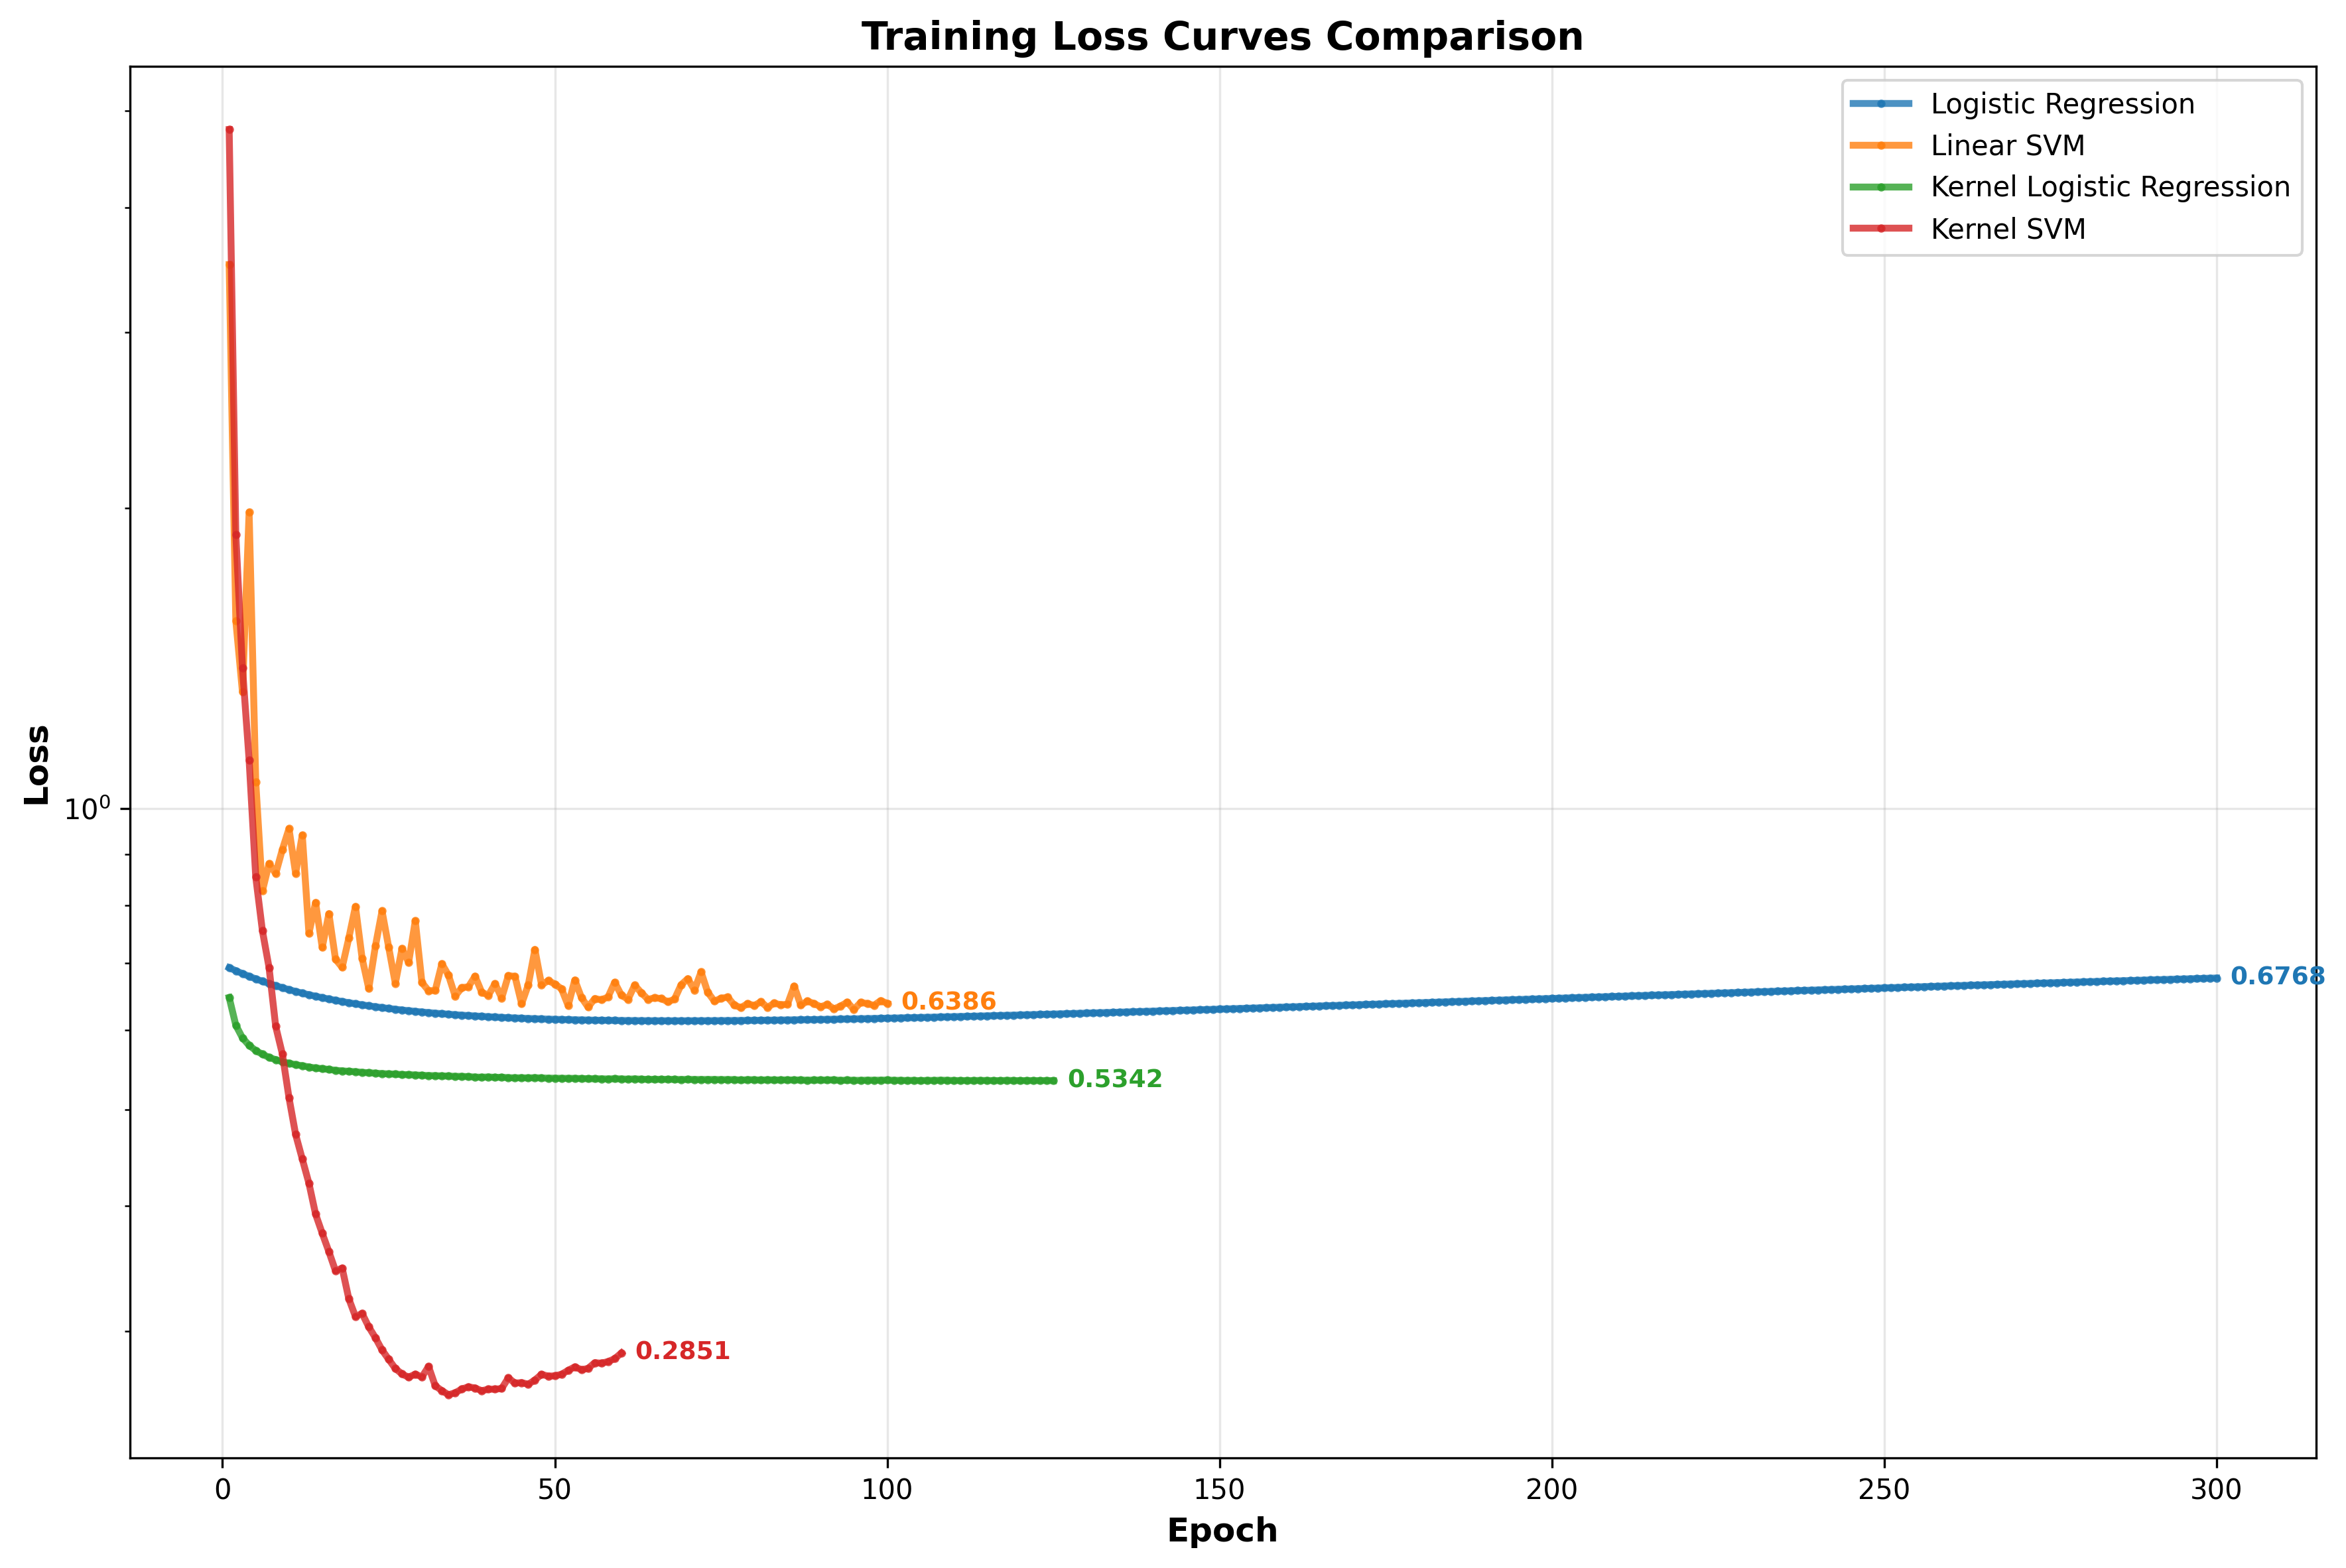 Training Loss Curves Comparison
Logistic Regression
Linear SVM
Kernel Logistic Regression
Kernel SVM
Loss
10⁰
0.6768
0.6386
0.5342
0.2851
0 50 100 150 200 250 300
Epoch